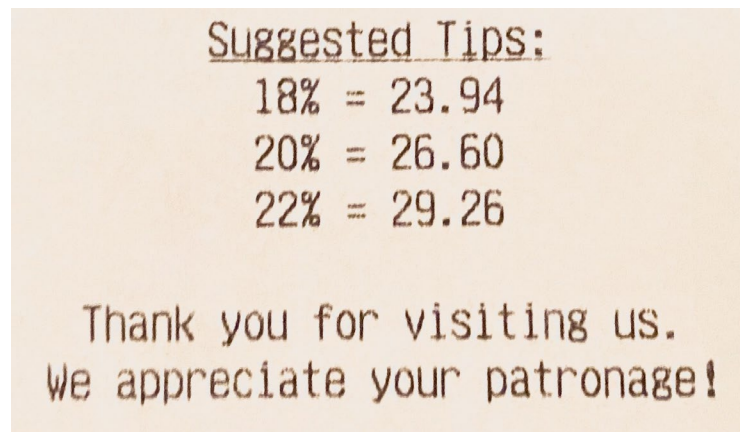 Suggested Tips:
18% = 23.94
20% = 26.60
22% = 29.26
Thank you for visiting us.
We appreciate your patronage!